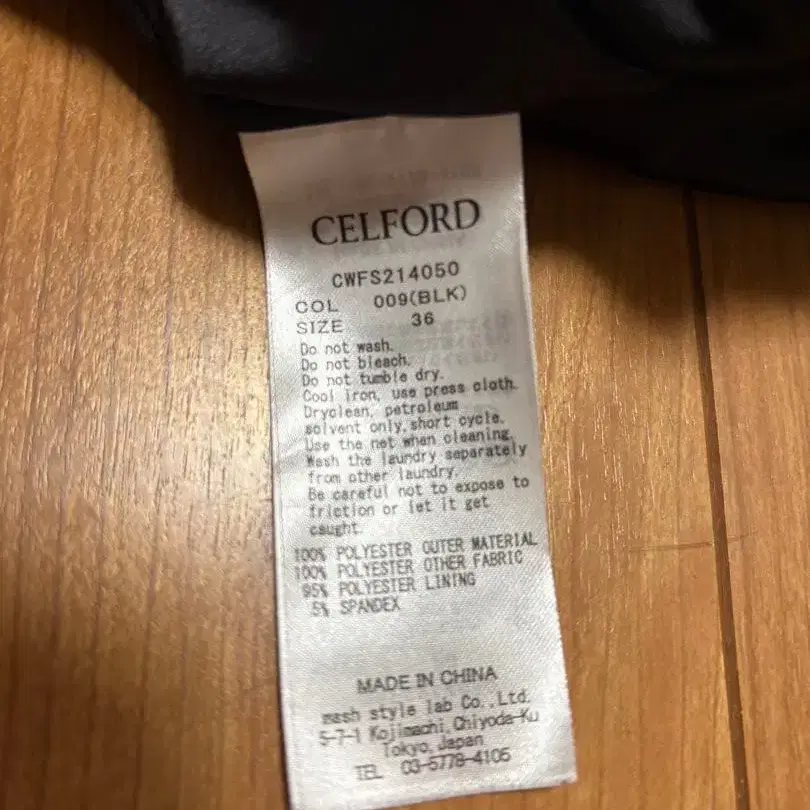 CELFORD
CWFS214050
COL 009(BLK)
SIZE 36
Do not wash.
Do not bleach.
Do not tumble dry.
Cool iron, use press cloth.
Dryclean, petroleum
solvent only, short cycle.
Use the net when cleaning.
Wash the laundry separately
from other laundry.
Be careful not to expose to
friction or let it get
caught.
100% POLYESTER OUTER MATERIAL
100% POLYESTER OTHER FABRIC
95% POLYESTER LINING
5% SPANDEX
MADE IN CHINA
mash style lab Co.,Ltd.
5-7-1 Kojimachi,Chiyoda-Ku
Tokyo,Japan
TEL 03-5778-4105